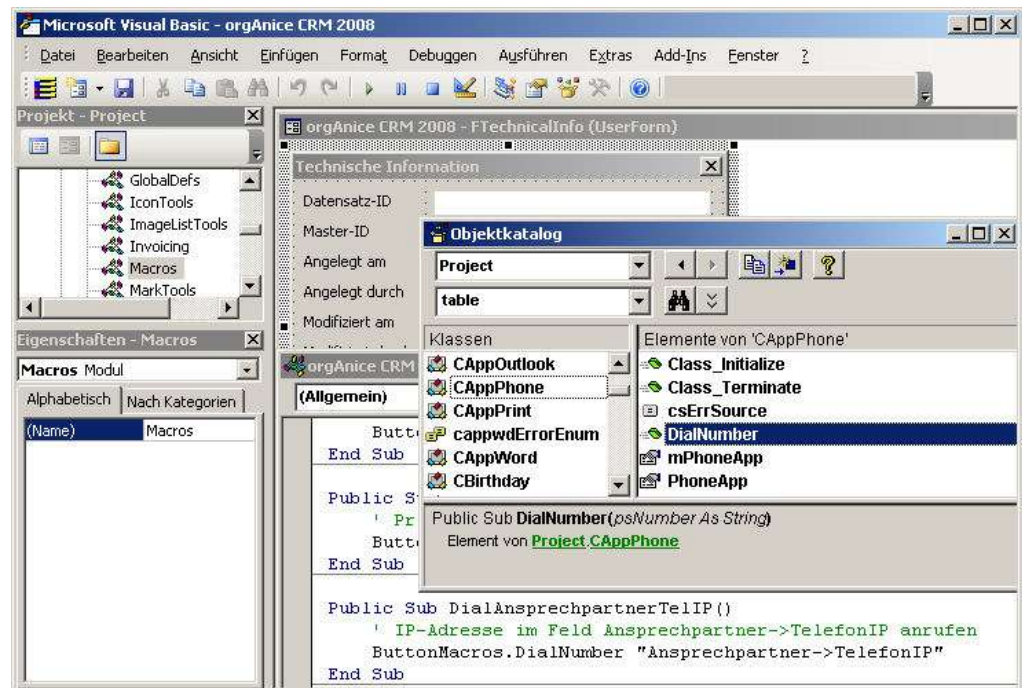 Microsoft Visual Basic - orgAnice CRM 2008
Datei Bearbeiten Ansicht Einfügen Format Debuggen Ausführen Extras Add-Ins Fenster ?
Projekt - Project
GlobalDefs
IconTools
ImageListTools
Invoicing
Macros
MarkTools
Eigenschaften - Macros
Macros Modul
Alphabetisch Nach Kategorien
(Name) Macros
orgAnice CRM 2008 - FTechnicalInfo (UserForm)
Technische Information
Datensatz-ID
Master-ID
Angelegt am
Angelegt durch
Modifiziert am
orgAnice CRM
(Allgemein)
Butt
End Sub
Public S
' Pr
Butt
End Sub
Public Sub DialAnsprechpartnerTelIP()
' IP-Adresse im Feld Ansprechpartner->TelefonIP anrufen
ButtonMacros.DialNumber "Ansprechpartner->TelefonIP"
End Sub
Objektkatalog
Project
table
Klassen
CAppOutlook
CAppPhone
CAppPrint
cappwdErrorEnum
CAppWord
CBirthday
Elemente von 'CAppPhone'
Class_Initialize
Class_Terminate
csErrSource
DialNumber
mPhoneApp
PhoneApp
Public Sub DialNumber(psNumber As String)
Element von Project.CAppPhone